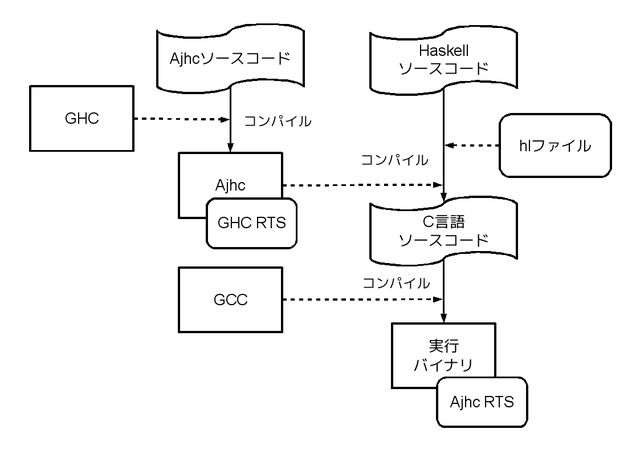 Ajhcソースコード
Haskell
ソースコード
GHC
コンパイル
hlファイル
コンパイル
Ajhc
GHC RTS
C言語
ソースコード
コンパイル
GCC
実行
バイナリ
Ajhc RTS